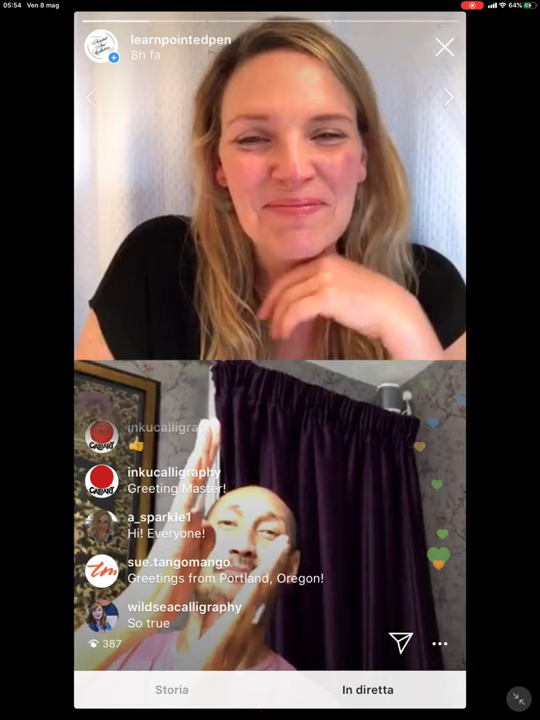 05:54 Ven 8 mag
64%
learnpointedpen
8h fa
inkucalligraphy
👍
inkucalligraphy
Greeting Master!
a_sparkle1
Hi! Everyone!
sue.tangomango
Greetings from Portland, Oregon!
wildseacalligraphy
So true
387
Storia
In diretta